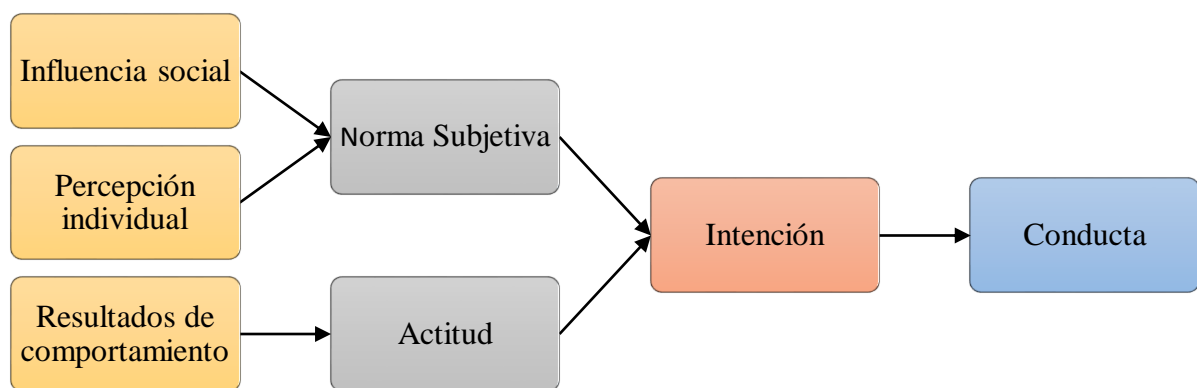 Influencia social
Percepción
individual
Resultados de
comportamiento
Norma Subjetiva
Actitud
Intención
Conducta